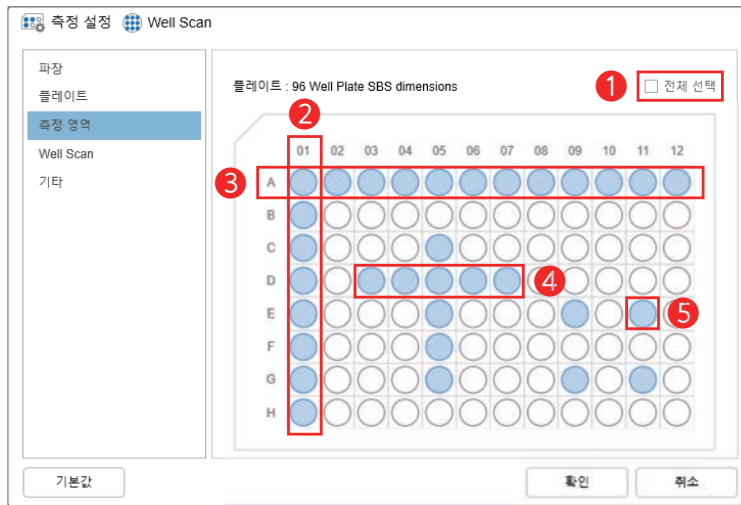 측정 설정 Well Scan
파장
플레이트
측정 영역
Well Scan
기타
플레이트 : 96 Well Plate SBS dimensions
1 전체 선택
2
01 02 03 04 05 06 07 08 09 10 11 12
3 A
B
C
D 4
E 5
F
G
H
기본값 확인 취소